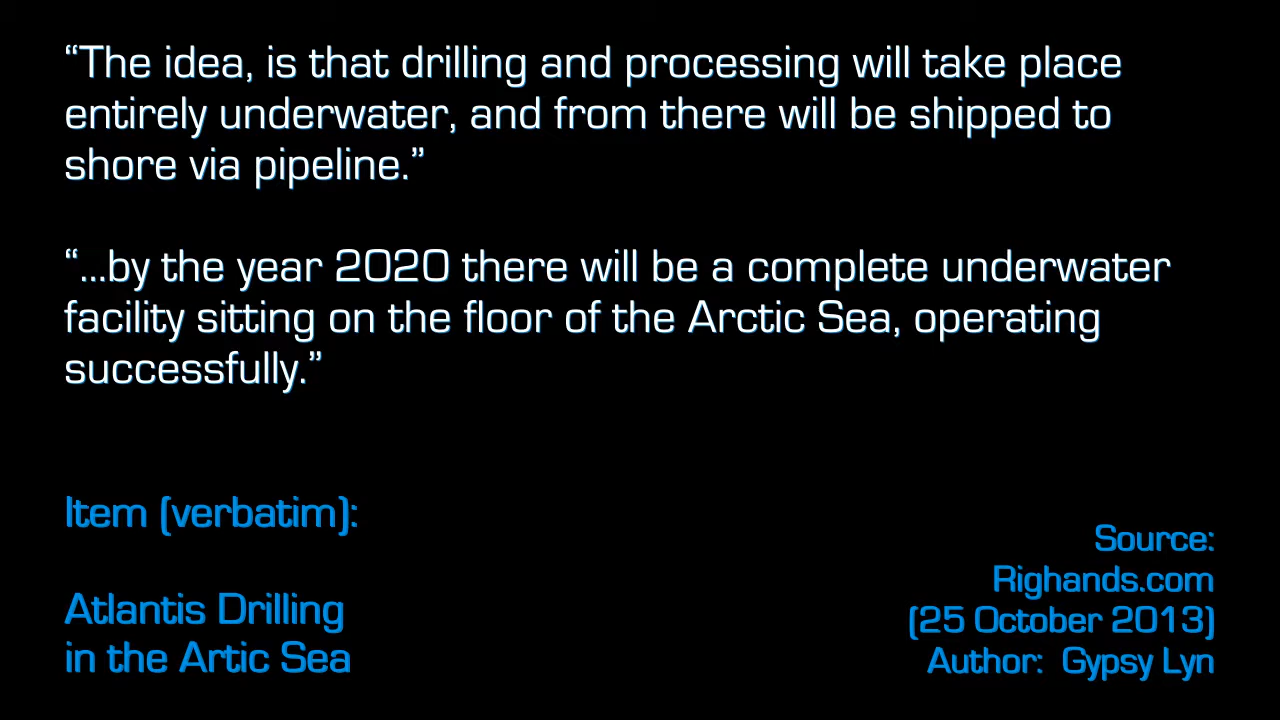 “The idea, is that drilling and processing will take place
entirely underwater, and from there will be shipped to
shore via pipeline.”
“...by the year 2020 there will be a complete underwater
facility sitting on the floor of the Arctic Sea, operating
successfully.”
Item (verbatim):
Atlantis Drilling
in the Artic Sea
Source:
Righands.com
(25 October 2013)
Author:  Gypsy Lyn